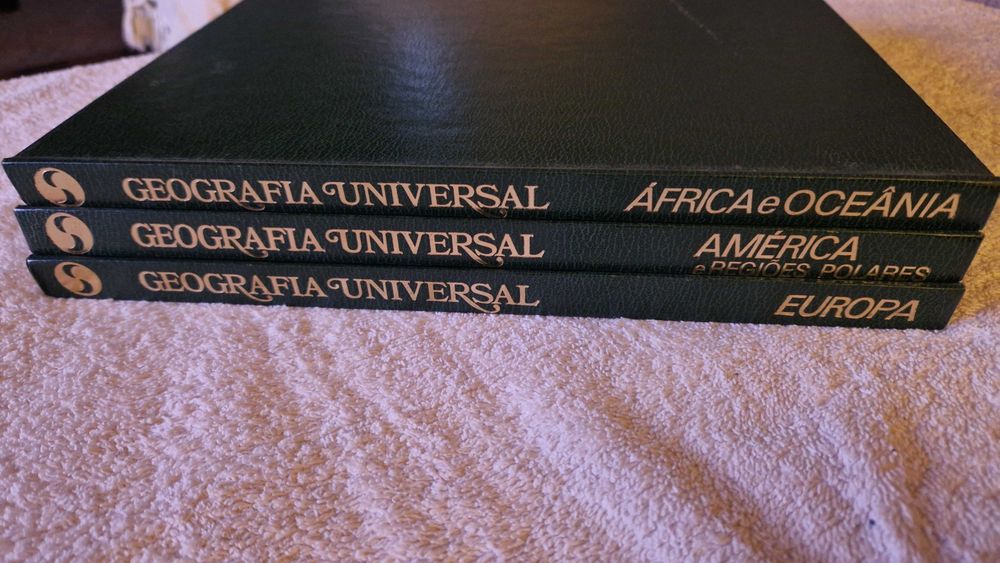 GEOGRAFIA UNIVERSAL ÁFRICA e OCEÂNIA
GEOGRAFIA UNIVERSAL AMÉRICA
e REGIÕES POLARES
GEOGRAFIA UNIVERSAL EUROPA